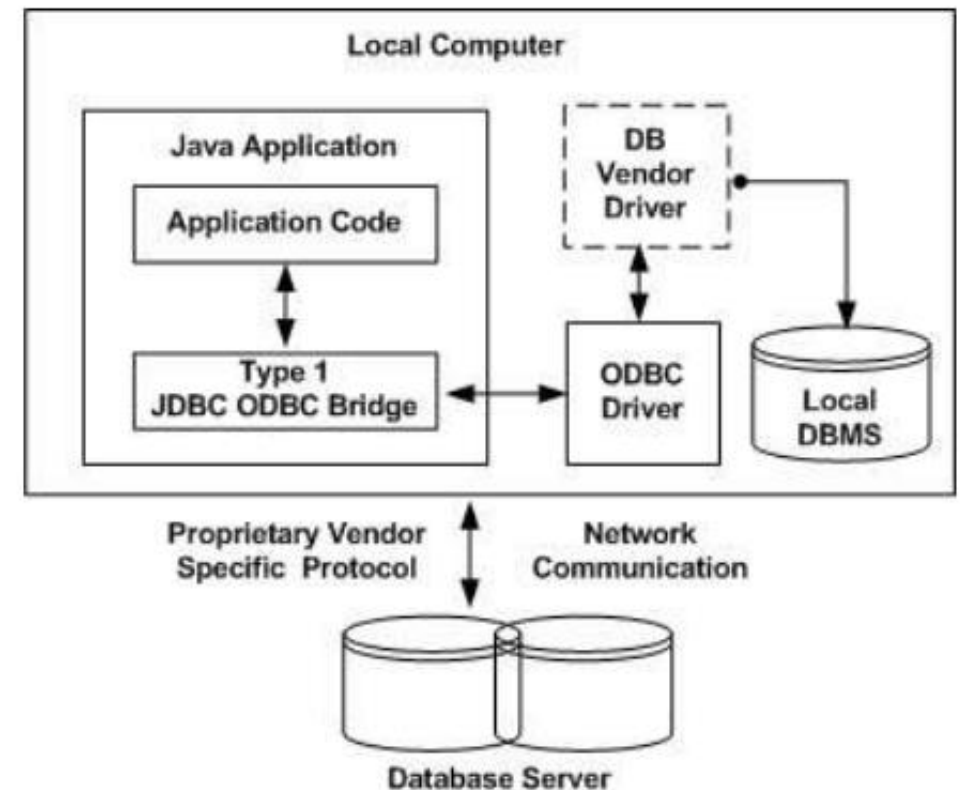 Local Computer
Java Application
Application Code
Type 1
JDBC ODBC Bridge
DB
Vendor
Driver
ODBC
Driver
Local
DBMS
Proprietary Vendor
Specific Protocol
Network
Communication
Database Server